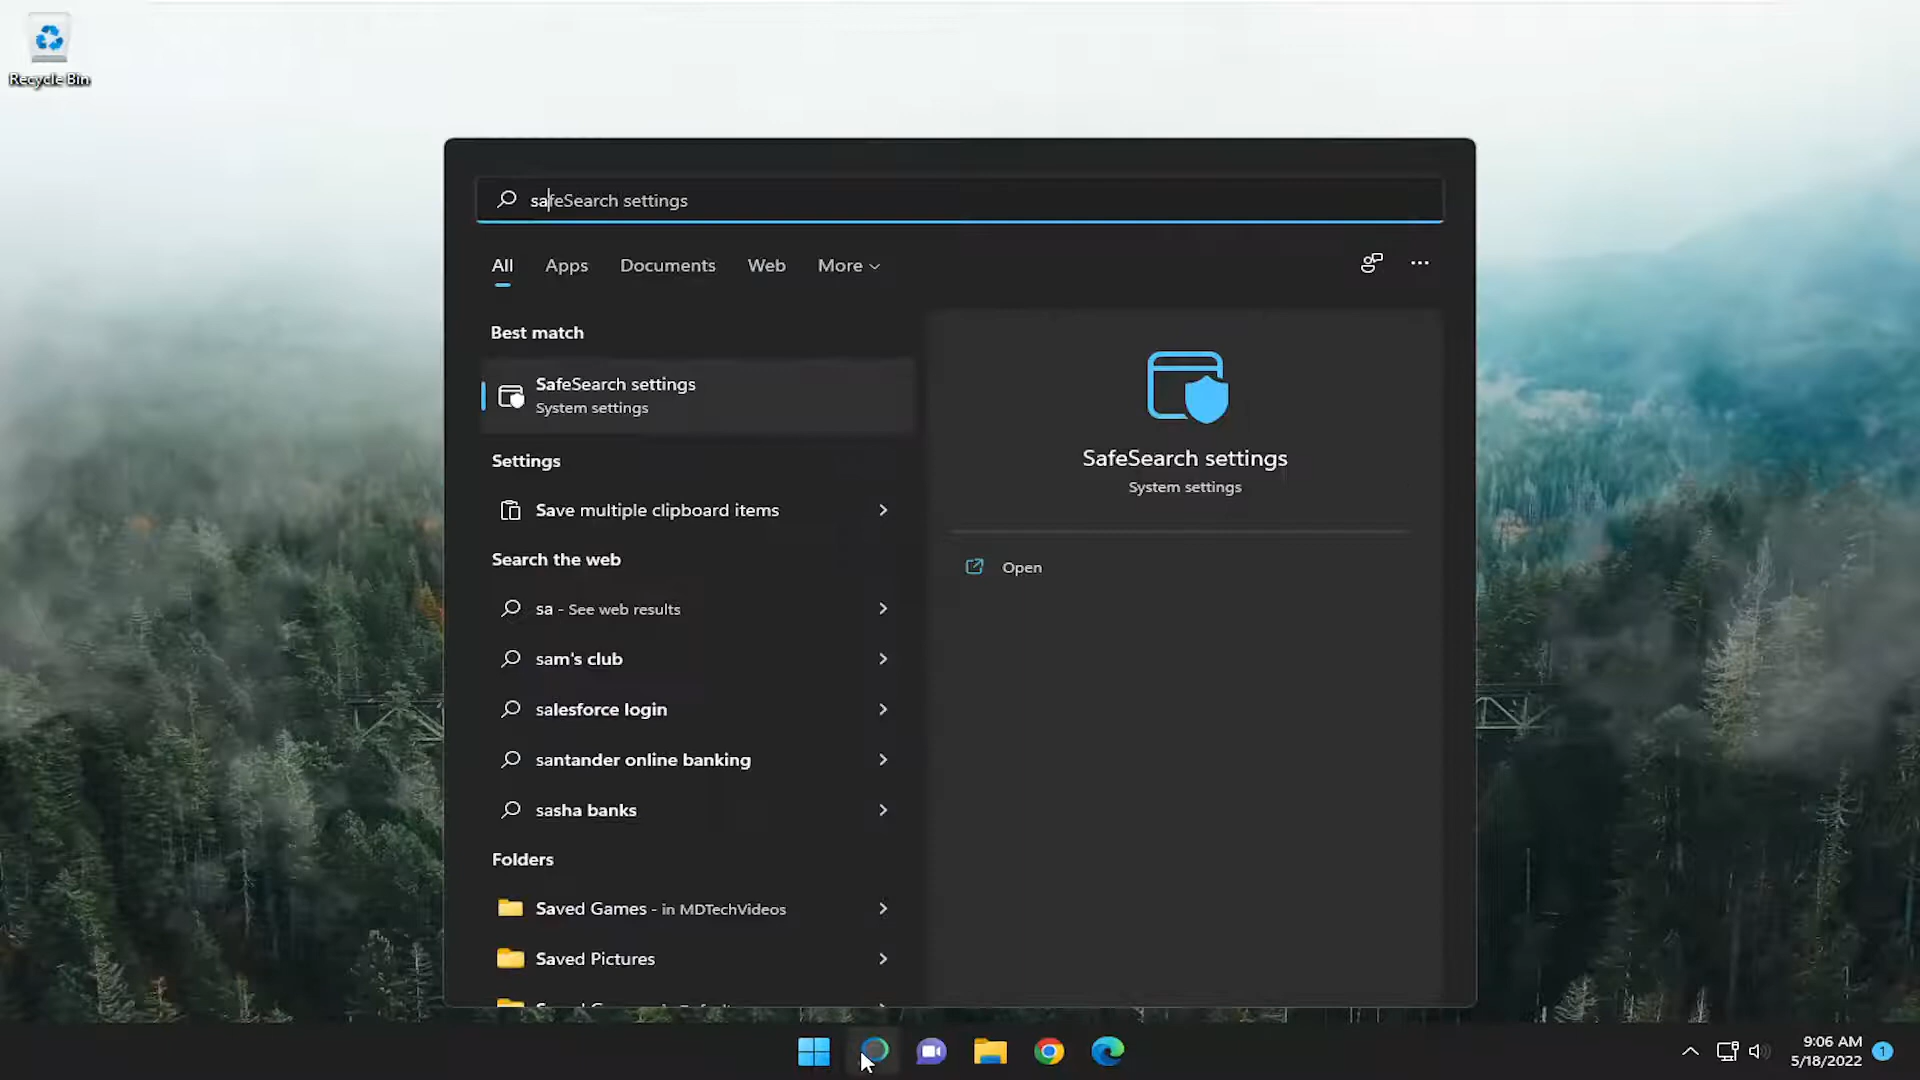 Recycle Bin
safeSearch settings
All Apps Documents Web More
Best match
SafeSearch settings
System settings
Settings
Save multiple clipboard items
Search the web
sa - See web results
sam's club
salesforce login
santander online banking
sasha banks
Folders
Saved Games - in MDTechVideos
Saved Pictures
SafeSearch settings
System settings
Open
9:06 AM
5/18/2022
1